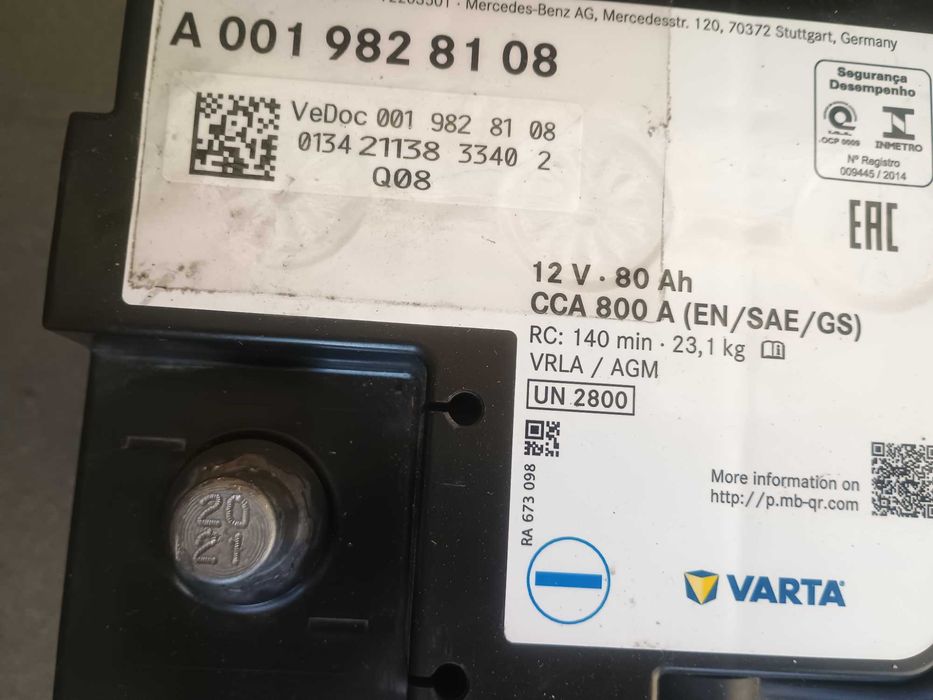 Mercedes-Benz AG, Mercedesstr. 120, 70372 Stuttgart, Germany
A 001 982 81 08
VeDoc 001 982 81 08
0134 21138 3340 2
Q08
Segurança
Desempenho
OCP 0009
INMETRO
Nº Registro
009445 / 2014
EAC
12 V · 80 Ah
CCA 800 A (EN/SAE/GS)
RC: 140 min · 23,1 kg
VRLA / AGM
UN 2800
RA 673 098
More information on
http://p.mb-qr.com
VARTA